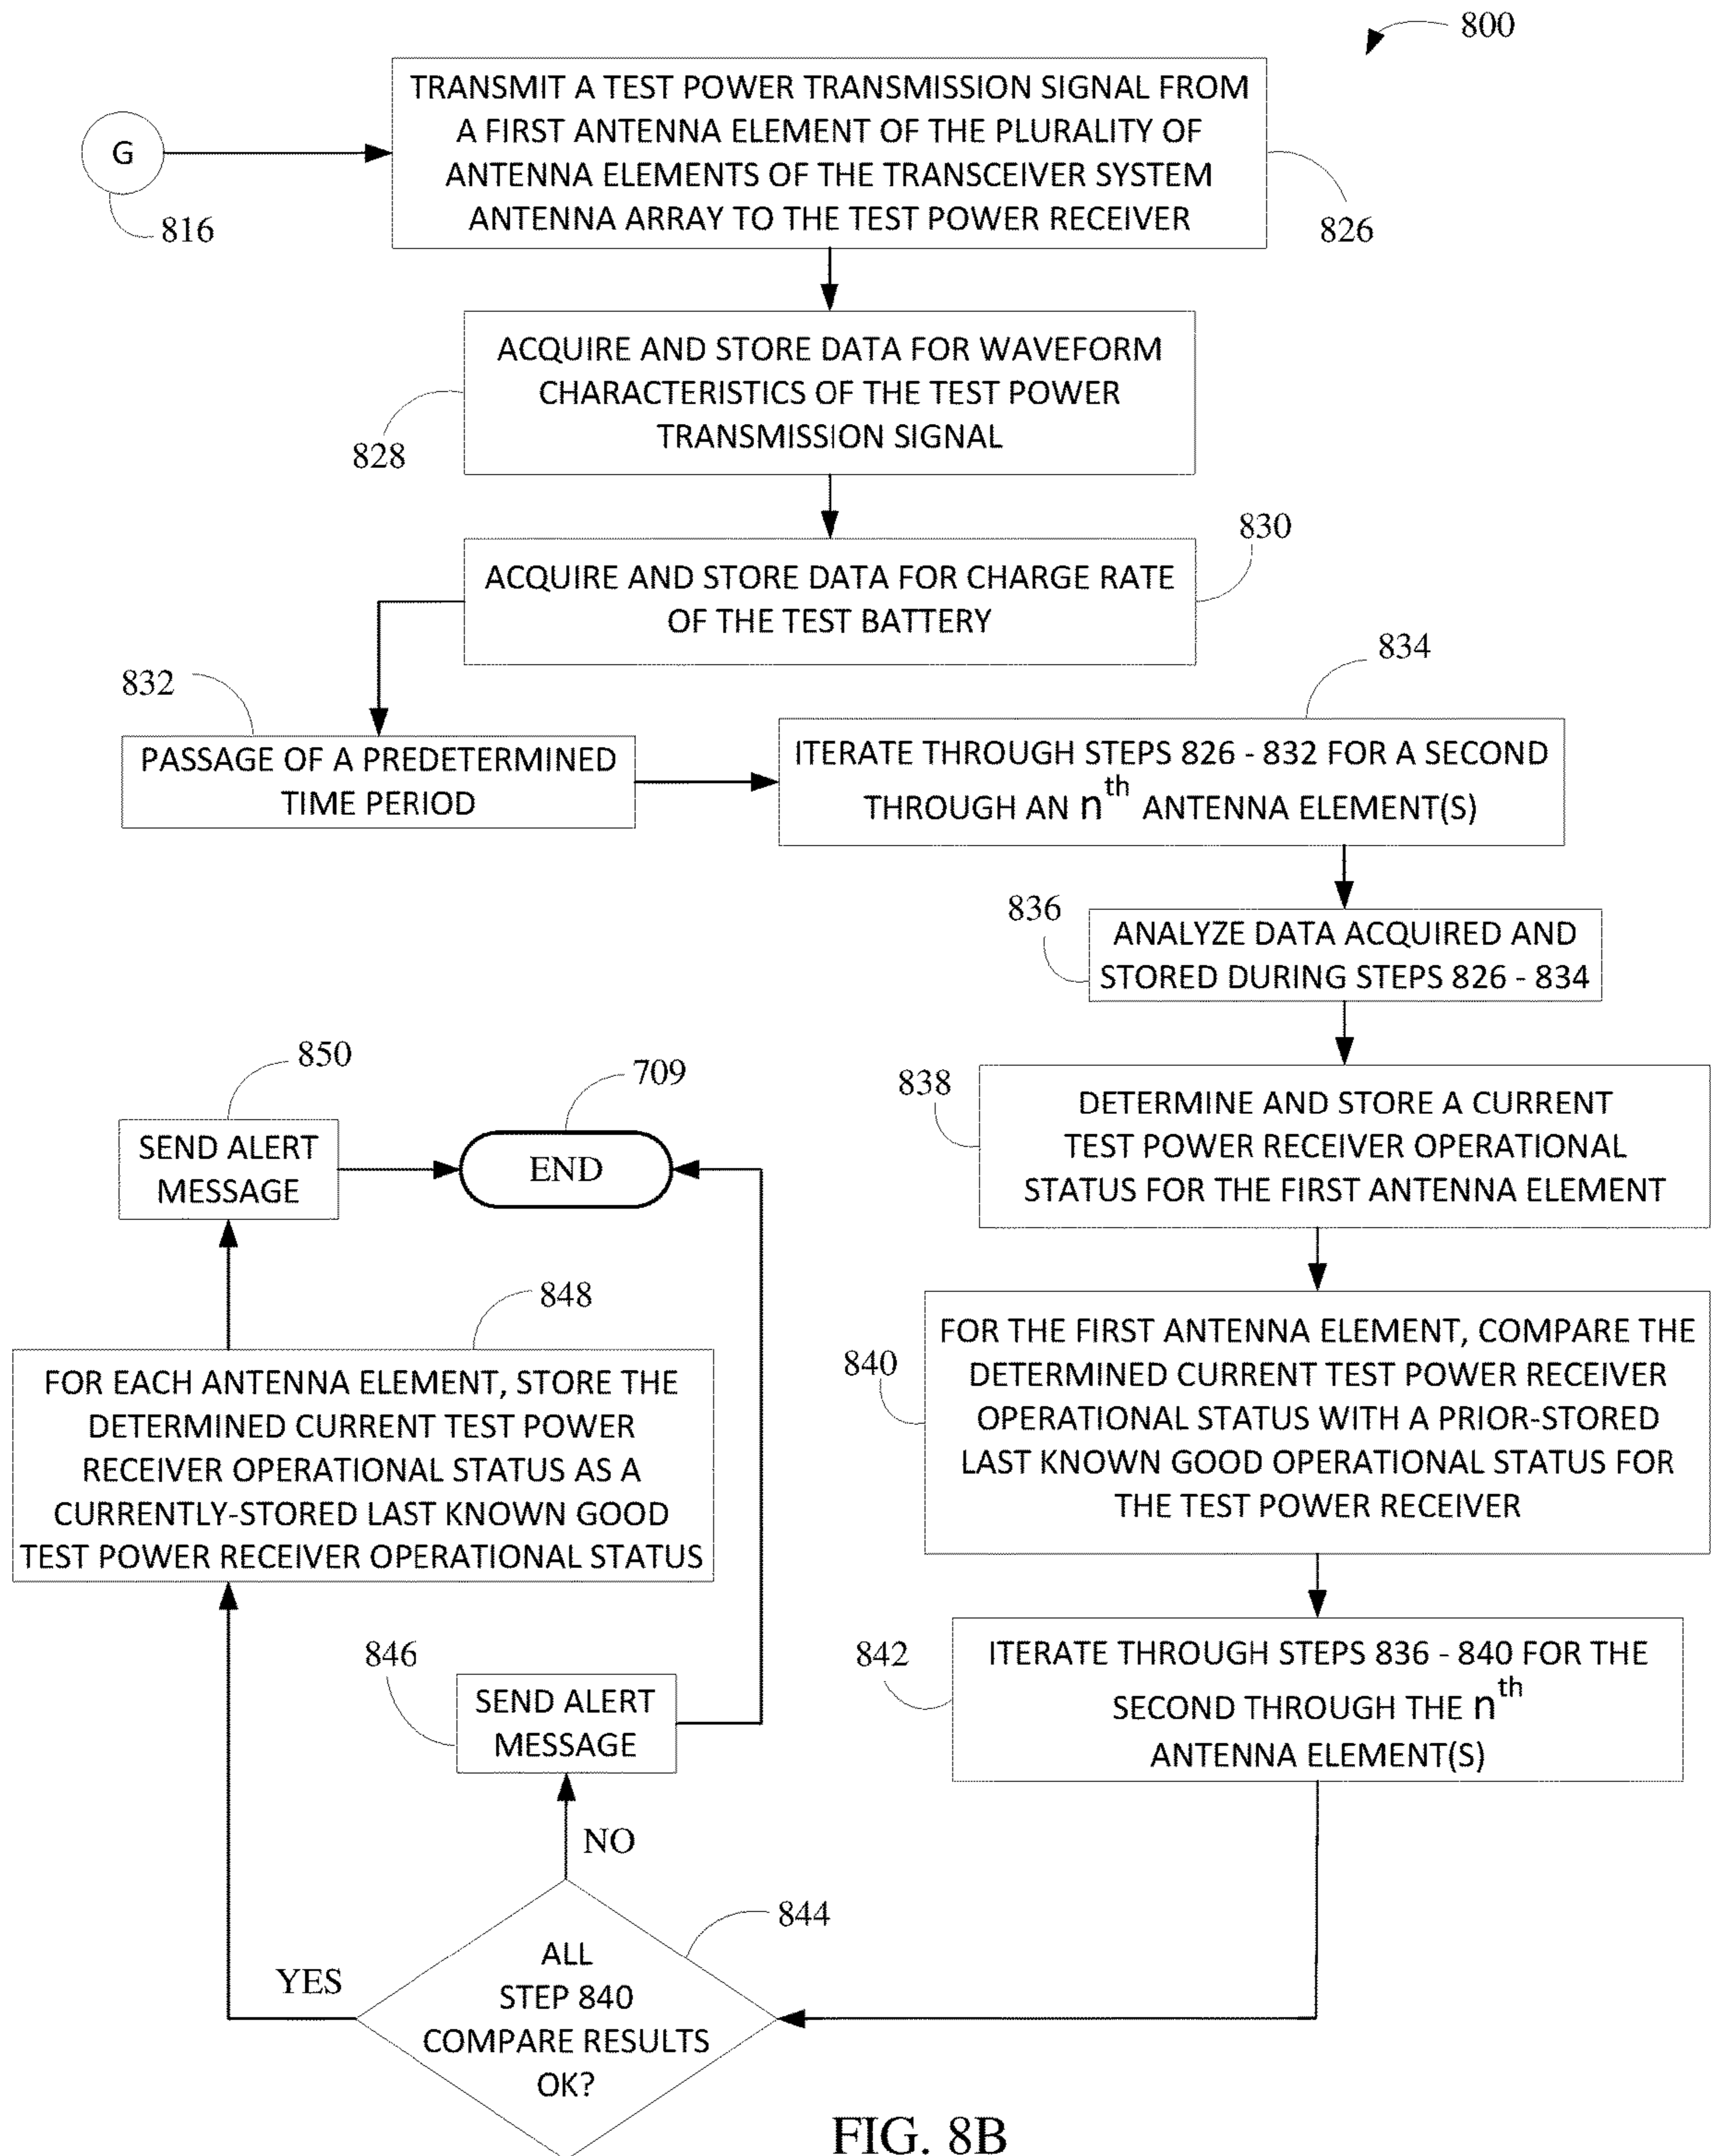 800
G
816
TRANSMIT A TEST POWER TRANSMISSION SIGNAL FROM
A FIRST ANTENNA ELEMENT OF THE PLURALITY OF
ANTENNA ELEMENTS OF THE TRANSCEIVER SYSTEM
ANTENNA ARRAY TO THE TEST POWER RECEIVER
826
ACQUIRE AND STORE DATA FOR WAVEFORM
CHARACTERISTICS OF THE TEST POWER
TRANSMISSION SIGNAL
828
830
ACQUIRE AND STORE DATA FOR CHARGE RATE
OF THE TEST BATTERY
832
PASSAGE OF A PREDETERMINED
TIME PERIOD
834
ITERATE THROUGH STEPS 826 - 832 FOR A SECOND
THROUGH AN nth ANTENNA ELEMENT(S)
836
ANALYZE DATA ACQUIRED AND
STORED DURING STEPS 826 - 834
838
DETERMINE AND STORE A CURRENT
TEST POWER RECEIVER OPERATIONAL
STATUS FOR THE FIRST ANTENNA ELEMENT
840
FOR THE FIRST ANTENNA ELEMENT, COMPARE THE
DETERMINED CURRENT TEST POWER RECEIVER
OPERATIONAL STATUS WITH A PRIOR-STORED
LAST KNOWN GOOD OPERATIONAL STATUS FOR
THE TEST POWER RECEIVER
842
ITERATE THROUGH STEPS 836 - 840 FOR THE
SECOND THROUGH THE nth
ANTENNA ELEMENT(S)
844
ALL
STEP 840
COMPARE RESULTS
OK?
NO
YES
846
SEND ALERT
MESSAGE
848
FOR EACH ANTENNA ELEMENT, STORE THE
DETERMINED CURRENT TEST POWER
RECEIVER OPERATIONAL STATUS AS A
CURRENTLY-STORED LAST KNOWN GOOD
TEST POWER RECEIVER OPERATIONAL STATUS
850
SEND ALERT
MESSAGE
709
END
FIG. 8B